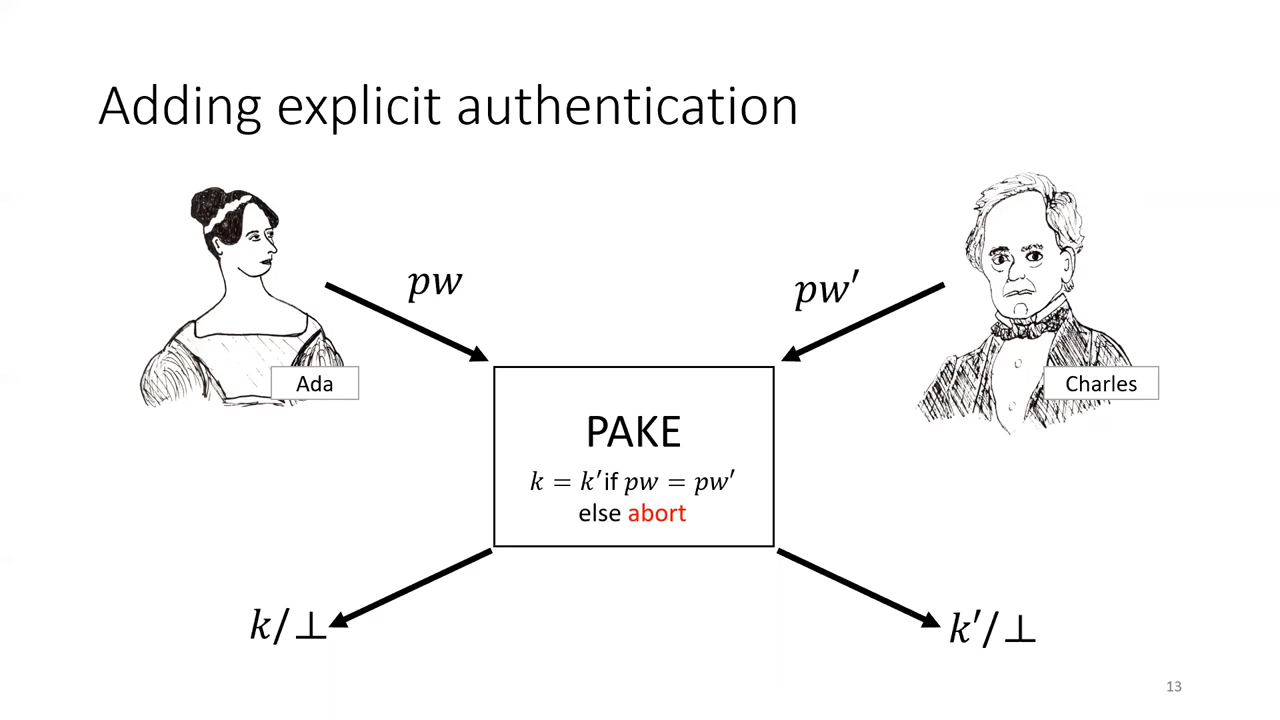 Adding explicit authentication
pw
pw′
Ada
Charles
PAKE
k = k′if pw = pw′
else abort
k/⊥
k′/⊥
13